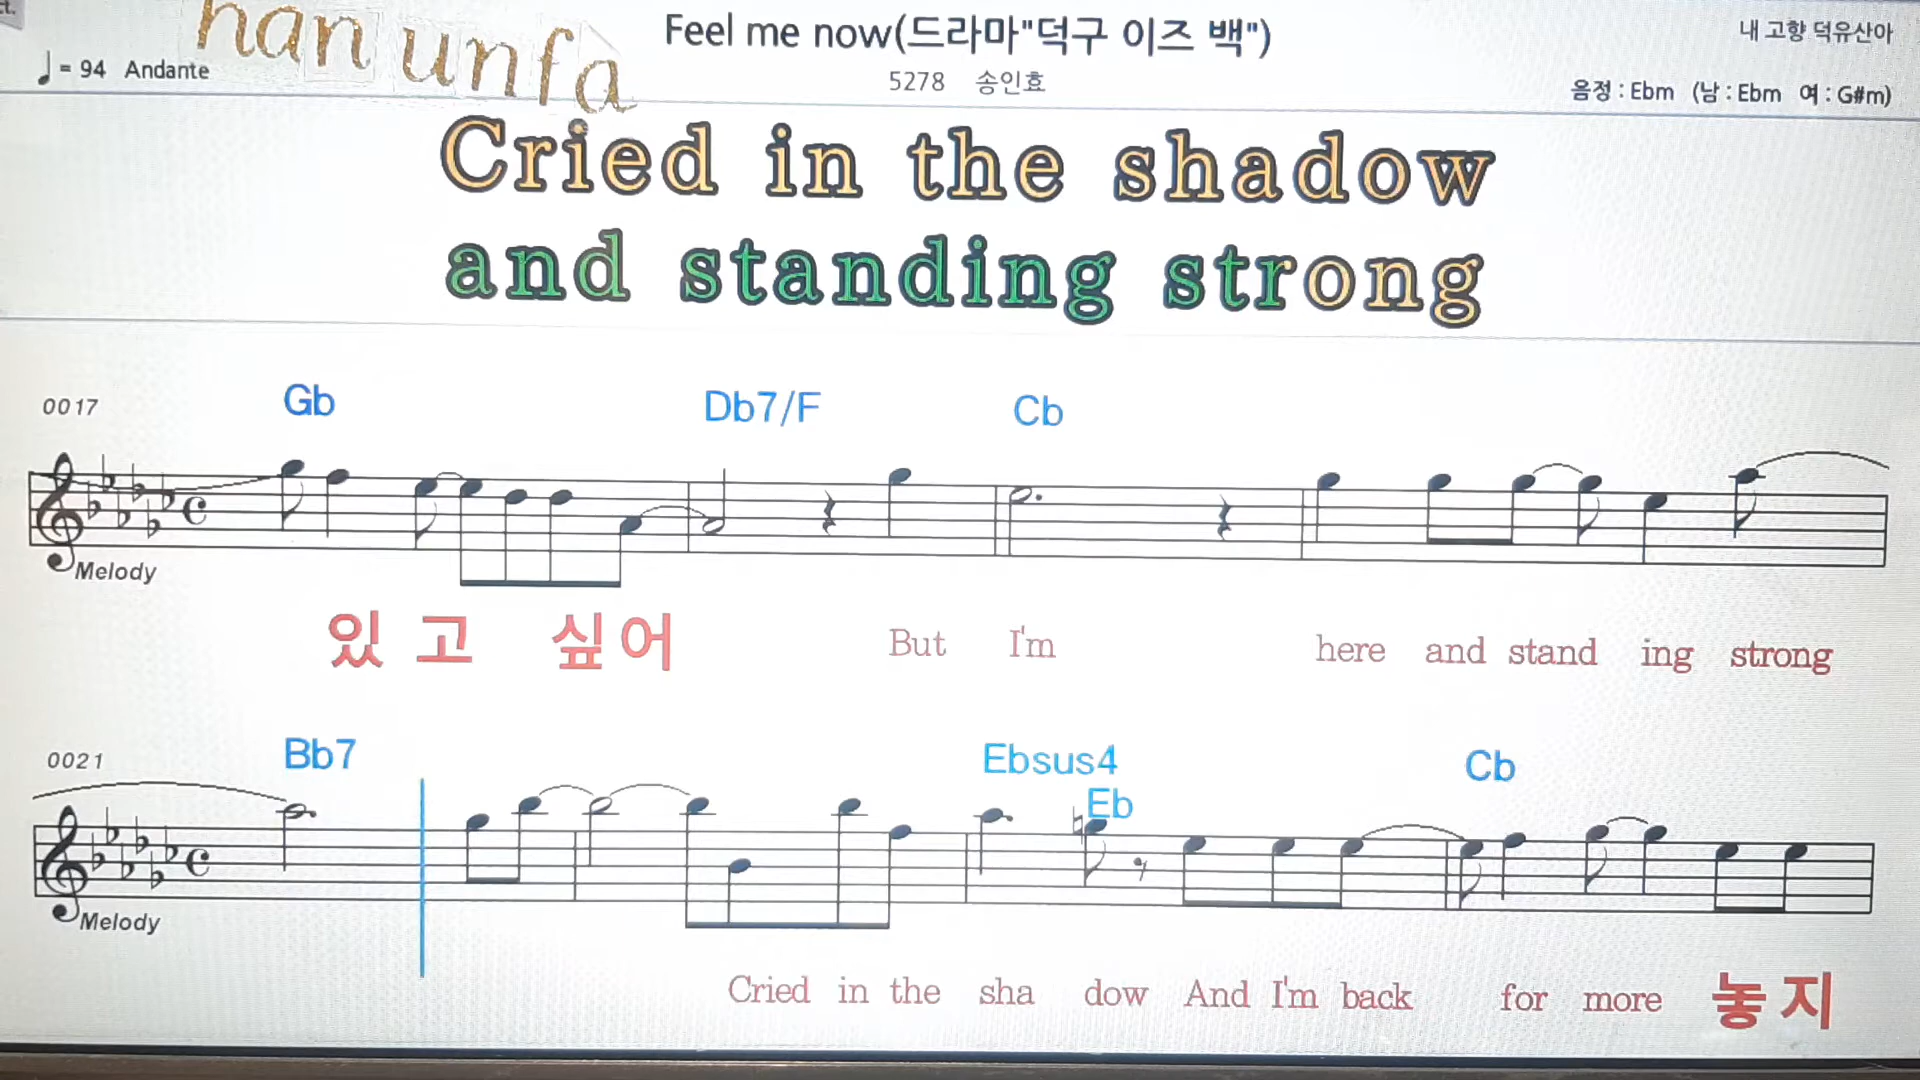 han unfa
Feel me now(드라마"덕구 이즈 백")
내 고향 덕유산아
♩= 94 Andante
5278 송인효
음정 : Ebm (남 : Ebm 여 : G#m)
Cried in the shadow
and standing strong
0017 Gb Db7/F Cb
Melody
있 고 싶 어 But I'm here and stand ing strong
0021 Bb7 Ebsus4 Eb Cb
Melody
Cried in the sha dow And I'm back for more 놓 지